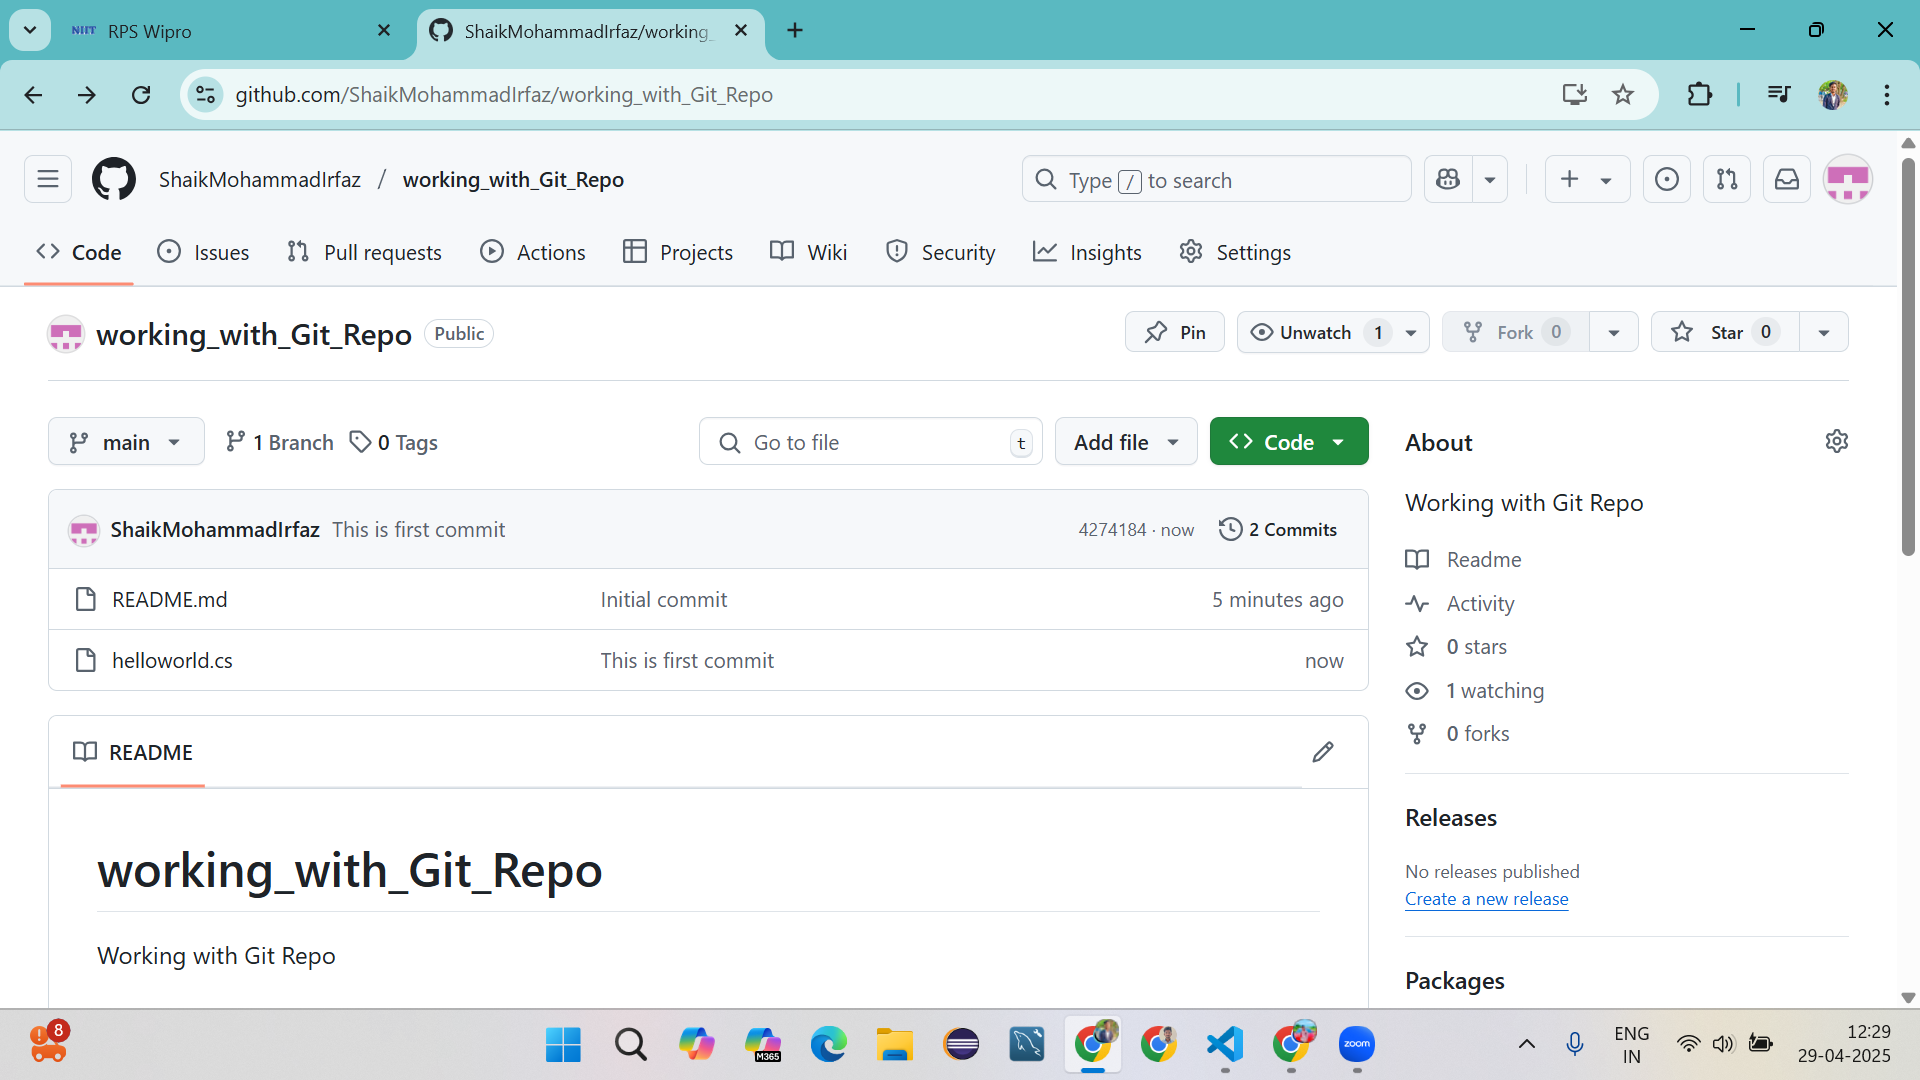 NIIT RPS Wipro
ShaikMohammadIrfaz/working_
github.com/ShaikMohammadIrfaz/working_with_Git_Repo
ShaikMohammadIrfaz / working_with_Git_Repo
Type / to search
Code Issues Pull requests Actions Projects Wiki Security Insights Settings
working_with_Git_Repo Public
Pin Unwatch 1 Fork 0 Star 0
main 1 Branch 0 Tags Go to file t Add file Code
ShaikMohammadIrfaz This is first commit 4274184 · now 2 Commits
README.md Initial commit 5 minutes ago
helloworld.cs This is first commit now
README
working_with_Git_Repo
Working with Git Repo
About
Working with Git Repo
Readme
Activity
0 stars
1 watching
0 forks
Releases
No releases published
Create a new release
Packages
8
M365
zoom
ENG
IN
12:29
29-04-2025